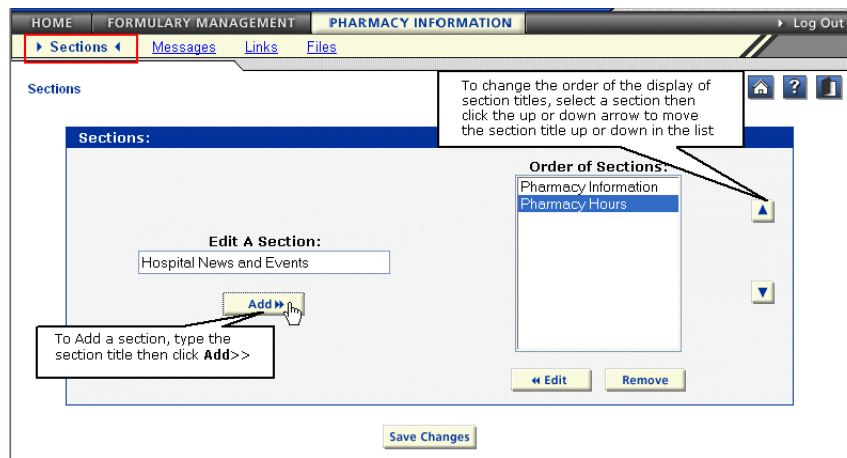 HOME FORMULARY MANAGEMENT PHARMACY INFORMATION Log Out
Sections Messages Links Files
Sections
To change the order of the display of
section titles, select a section then
click the up or down arrow to move
the section title up or down in the list
?
Sections:
Order of Sections:
Pharmacy Information
Pharmacy Hours
Edit A Section:
Hospital News and Events
Add
To Add a section, type the
section title then click Add>>
Edit Remove
Save Changes